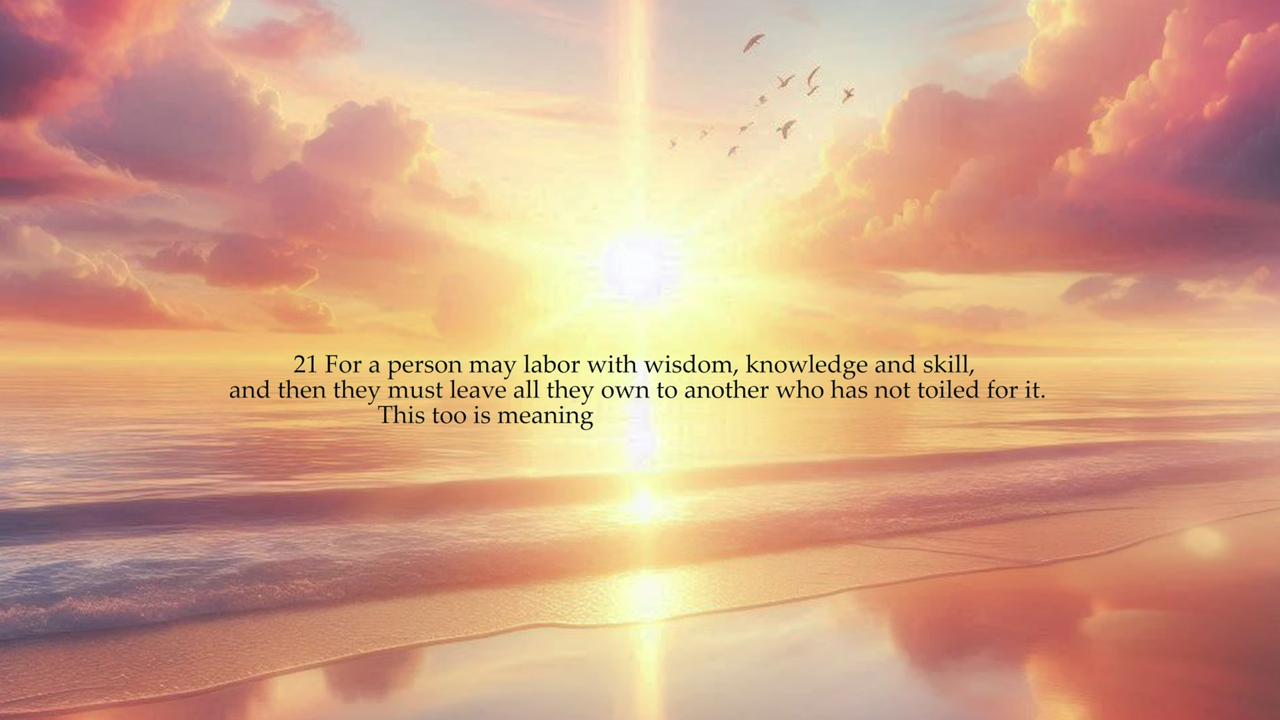 21 For a person may labor with wisdom, knowledge and skill,
and then they must leave all they own to another who has not toiled for it.
This too is meaning